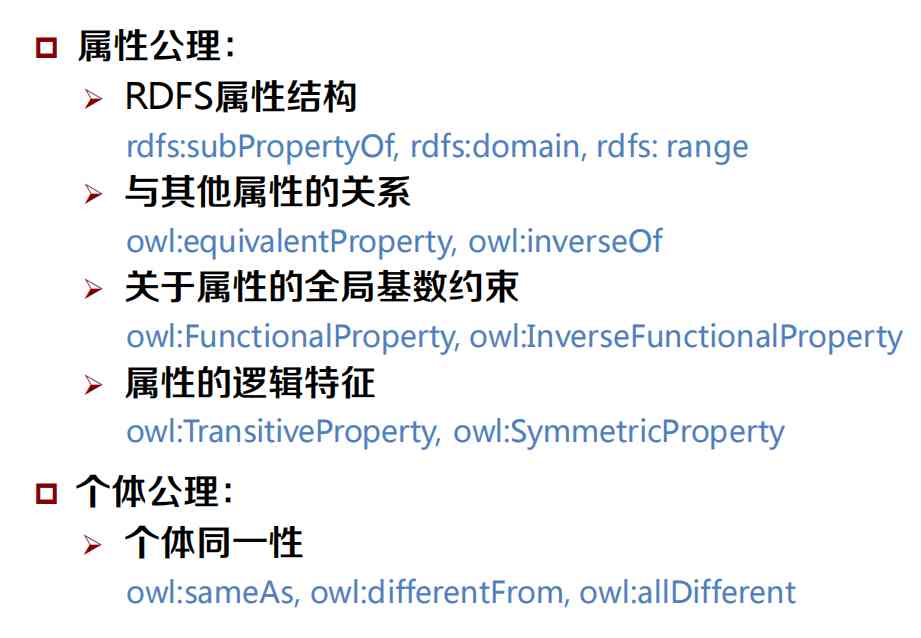 属性公理：
RDFS属性结构
rdfs:subPropertyOf, rdfs:domain, rdfs: range
与其他属性的关系
owl:equivalentProperty, owl:inverseOf
关于属性的全局基数约束
owl:FunctionalProperty, owl:InverseFunctionalProperty
属性的逻辑特征
owl:TransitiveProperty, owl:SymmetricProperty
个体公理：
个体同一性
owl:sameAs, owl:differentFrom, owl:allDifferent